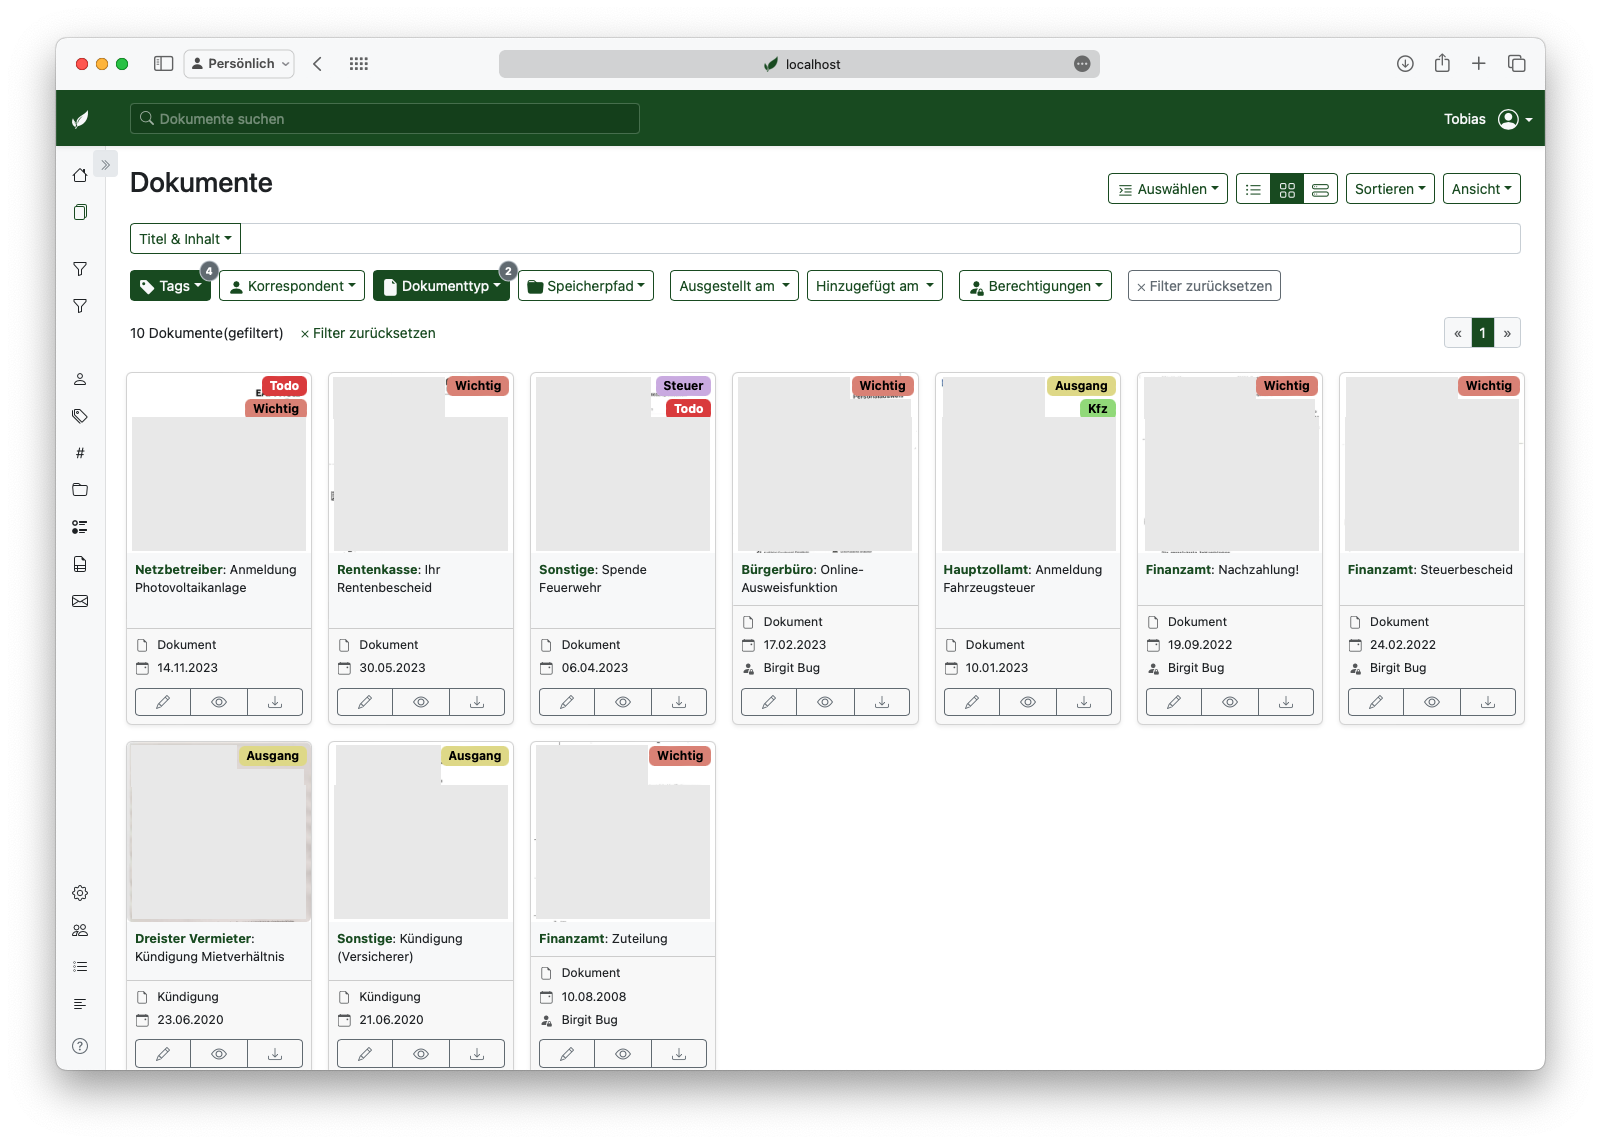 Persönlich
localhost
Dokumente suchen
Tobias
Dokumente
Auswählen
Sortieren
Ansicht
Titel & Inhalt
Tags
4
Korrespondent
Dokumenttyp
2
Speicherpfad
Ausgestellt am
Hinzugefügt am
Berechtigungen
× Filter zurücksetzen
10 Dokumente(gefiltert)
× Filter zurücksetzen
« 1 »
Todo
Wichtig
Netzbetreiber: Anmeldung
Photovoltaikanlage
Dokument
14.11.2023
Wichtig
Rentenkasse: Ihr
Rentenbescheid
Dokument
30.05.2023
Steuer
Todo
Sonstige: Spende
Feuerwehr
Dokument
06.04.2023
Wichtig
Personalausweis
Bürgerbüro: Online-
Ausweisfunktion
Dokument
17.02.2023
Birgit Bug
Ausgang
Kfz
Hauptzollamt: Anmeldung
Fahrzeugsteuer
Dokument
10.01.2023
Wichtig
Finanzamt: Nachzahlung!
Dokument
19.09.2022
Birgit Bug
Wichtig
Finanzamt: Steuerbescheid
Dokument
24.02.2022
Birgit Bug
Ausgang
Dreister Vermieter:
Kündigung Mietverhältnis
Kündigung
23.06.2020
Ausgang
Sonstige: Kündigung
(Versicherer)
Kündigung
21.06.2020
Wichtig
Finanzamt: Zuteilung
Dokument
10.08.2008
Birgit Bug